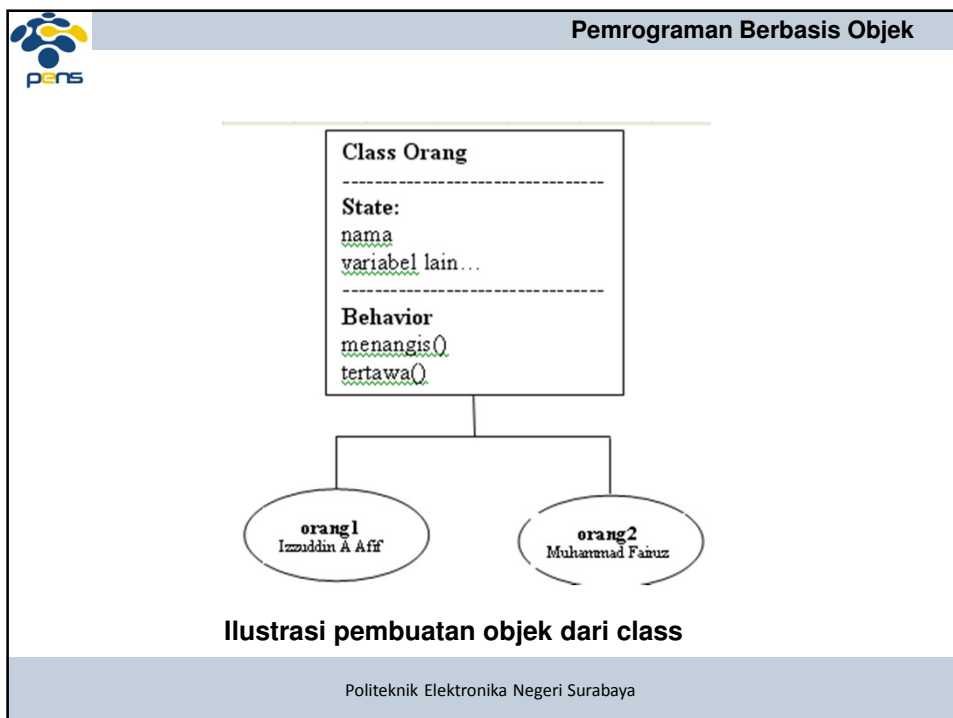 Pemrograman Berbasis Objek
pens
Class Orang
--------------------------------
State:
nama
variabel lain...
--------------------------------
Behavior
menangis()
tertawa()
orang1
Izzuddin A Afif
orang2
Muhammad Fairuz
Ilustrasi pembuatan objek dari class
Politeknik Elektronika Negeri Surabaya